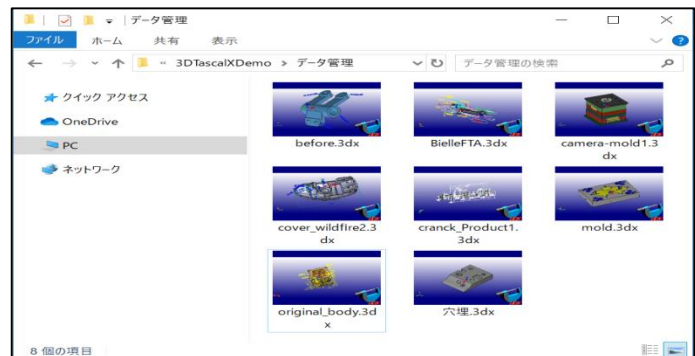 データ管理
ファイル ホーム 共有 表示
« 3DTascalXDemo › データ管理
データ管理の検索
クイック アクセス
OneDrive
PC
ネットワーク
before.3dx
BielleFTA.3dx
camera-mold1.3
dx
cover_wildfire2.3
dx
cranck_Product1.
3dx
mold.3dx
original_body.3d
x
穴埋.3dx
8 個の項目